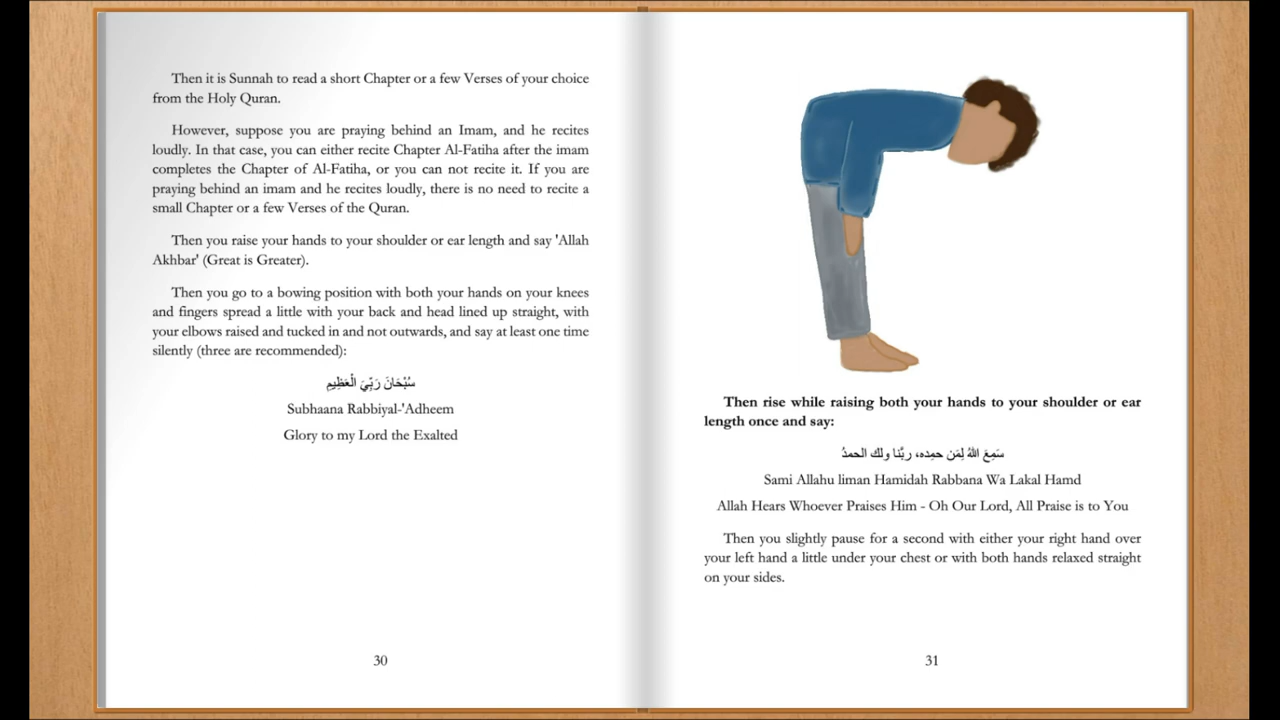 Then it is Sunnah to read a short Chapter or a few Verses of your choice
from the Holy Quran.
However, suppose you are praying behind an Imam, and he recites
loudly. In that case, you can either recite Chapter Al-Fatiha after the imam
completes the Chapter of Al-Fatiha, or you can not recite it. If you are
praying behind an imam and he recites loudly, there is no need to recite a
small Chapter or a few Verses of the Quran.
Then you raise your hands to your shoulder or ear length and say 'Allah
Akhbar' (Great is Greater).
Then you go to a bowing position with both your hands on your knees
and fingers spread a little with your back and head lined up straight, with
your elbows raised and tucked in and not outwards, and say at least one time
silently (three are recommended):
سُبْحَانَ رَبِّيَ الْعَظِيمِ
Subhaana Rabbiyal-'Adheem
Glory to my Lord the Exalted
30
Then rise while raising both your hands to your shoulder or ear
length once and say:
سَمِعَ اللهُ لِمَن حمِده، ربَّنا ولك الحمدُ
Sami Allahu liman Hamidah Rabbana Wa Lakal Hamd
Allah Hears Whoever Praises Him - Oh Our Lord, All Praise is to You
Then you slightly pause for a second with either your right hand over
your left hand a little under your chest or with both hands relaxed straight
on your sides.
31